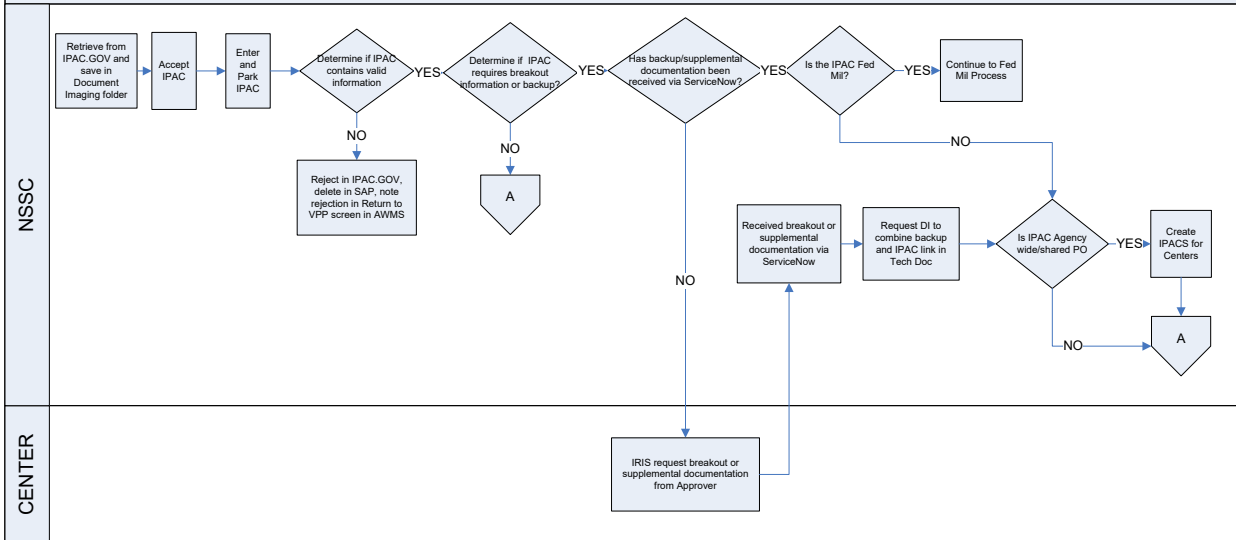 NSSC
Retrieve from
IPAC.GOV and
save in
Document
Imaging folder
Accept
IPAC
Enter
and
Park
IPAC
Determine if IPAC
contains valid
information
YES
NO
Reject in IPAC.GOV,
delete in SAP, note
rejection in Return to
VPP screen in AWMS
Determine if IPAC
requires breakout
information or backup?
YES
NO
A
Has backup/supplemental
documentation been
received via ServiceNow?
YES
NO
Is the IPAC Fed
Mil?
YES
Continue to Fed
Mil Process
NO
Received breakout or
supplemental
documentation via
ServiceNow
Request DI to
combine backup
and IPAC link in
Tech Doc
Is IPAC Agency
wide/shared PO
YES
Create
IPACS for
Centers
NO
A
CENTER
IRIS request breakout or
supplemental documentation
from Approver